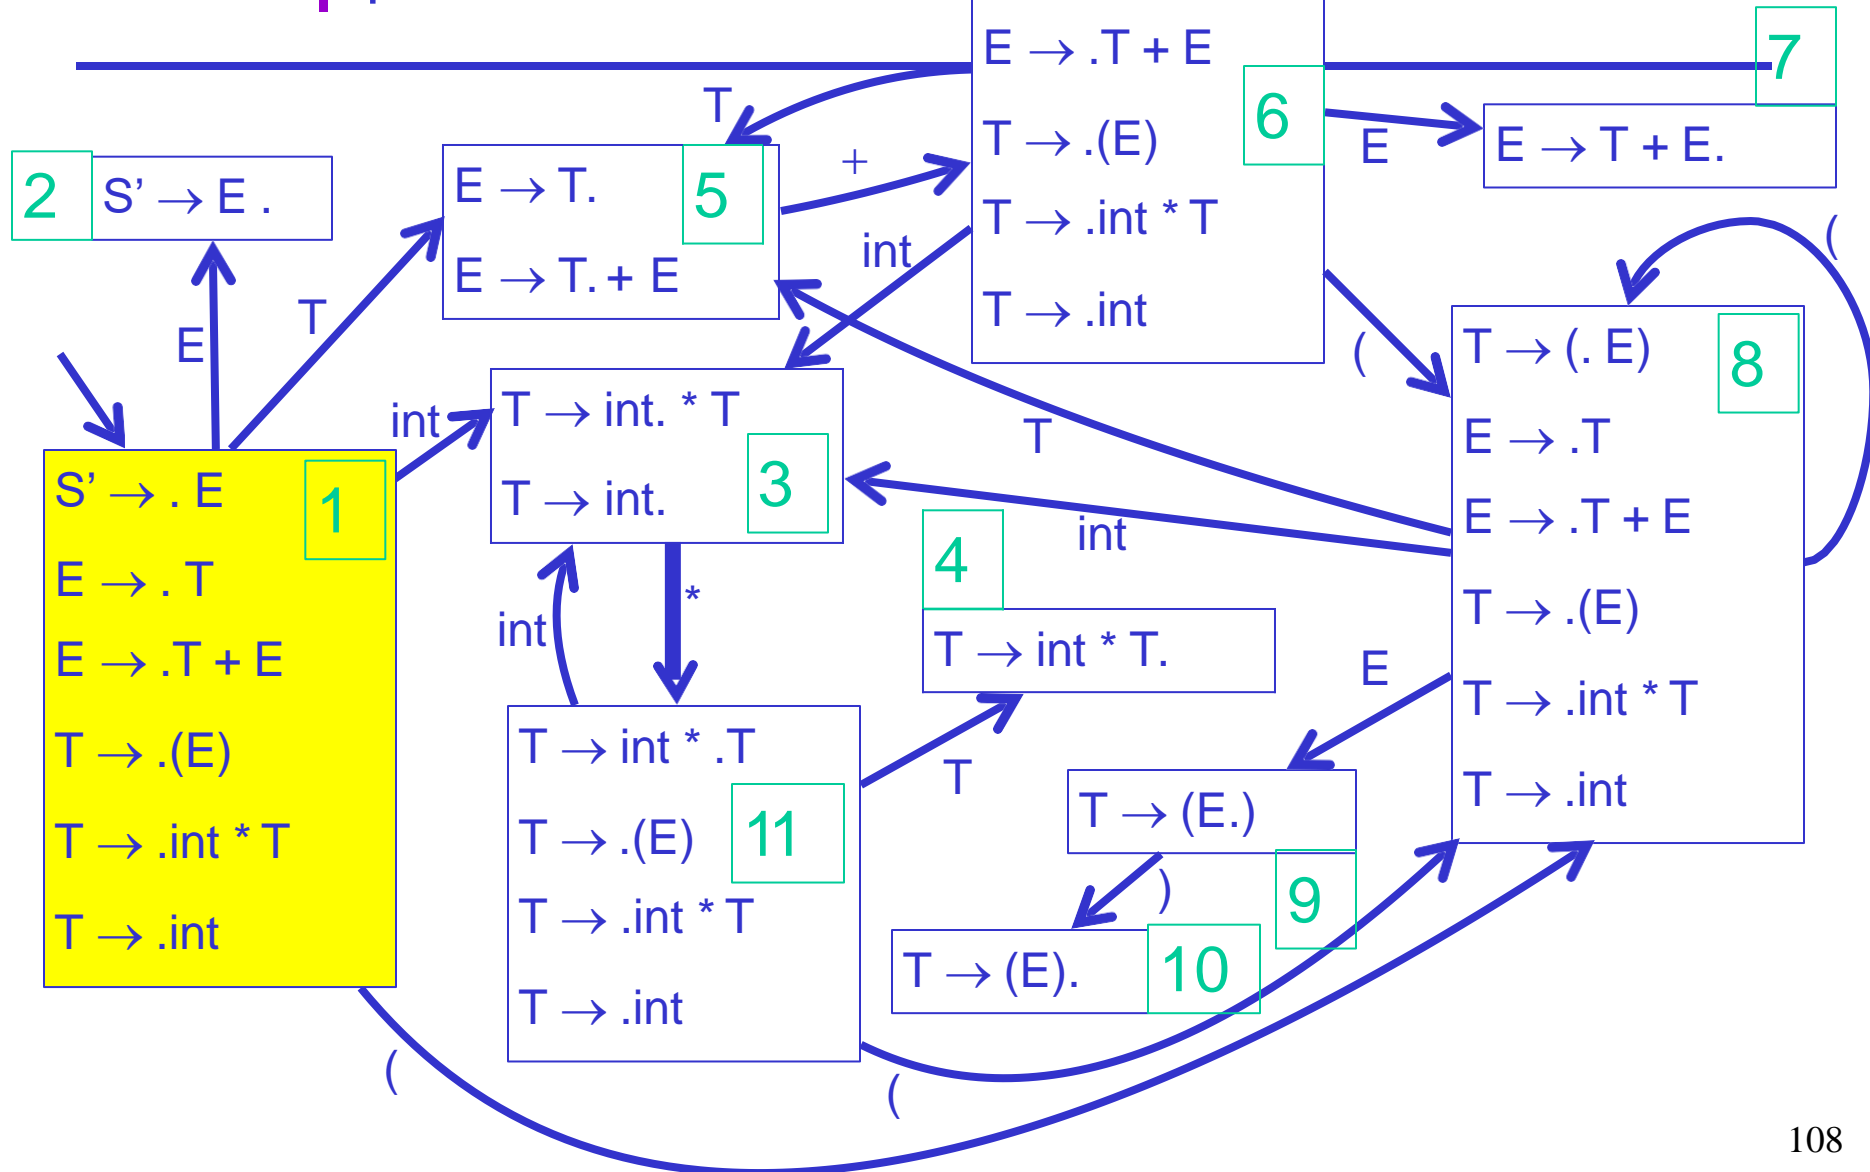 E → .T + E
T → .(E)
T → .int * T
T → .int
6
7
E → T + E.
E
T
+
int
(
(
2
S’ → E .
E → T.
E → T. + E
5
E
T
int
T → int. * T
T → int.
3
T
int
T → (. E)
E → .T
E → .T + E
T → .(E)
T → .int * T
T → .int
8
S’ → . E
E → . T
E → .T + E
T → .(E)
T → .int * T
T → .int
1
int
*
4
T → int * T.
E
T
T → int * .T
T → .(E)
T → .int * T
T → .int
11
T → (E.)
9
)
T → (E).
10
(
(
108